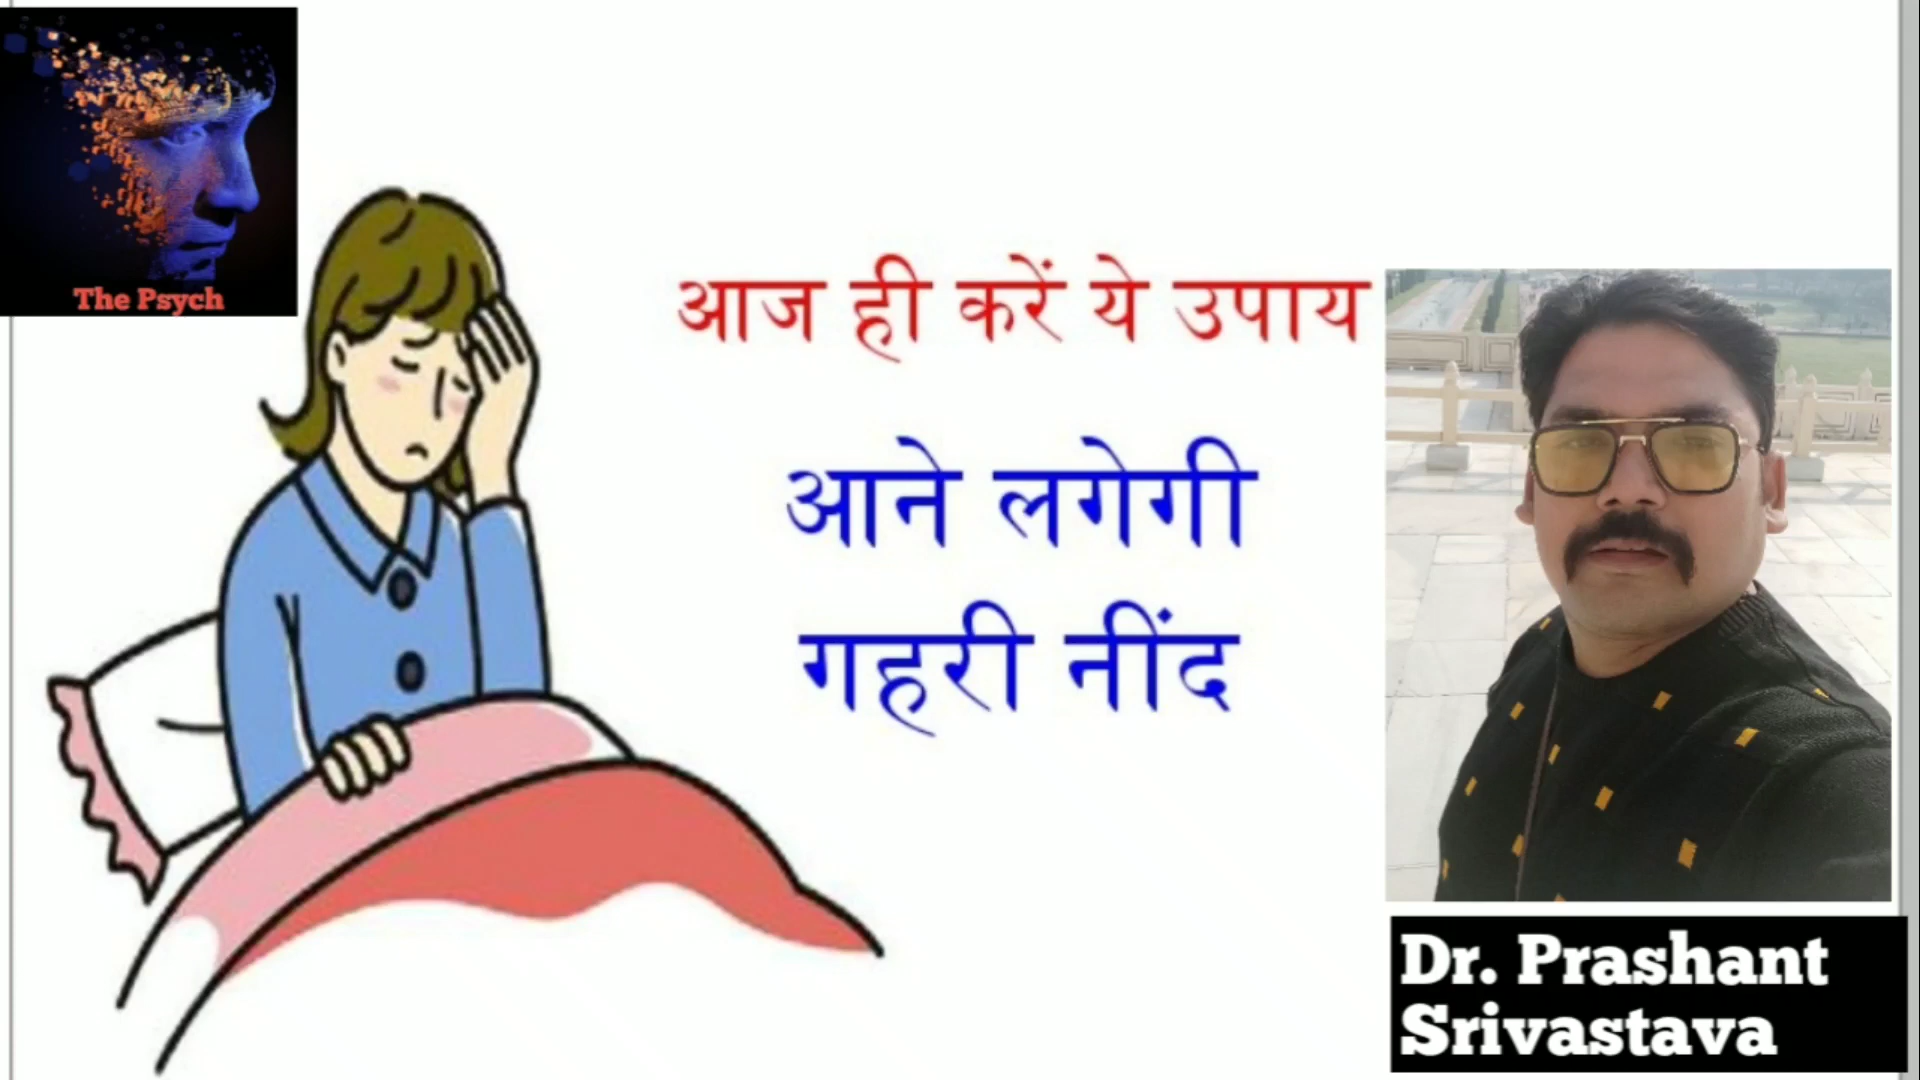 The Psych
आज ही करें ये उपाय
आने लगेगी
गहरी नींद
Dr. Prashant
Srivastava